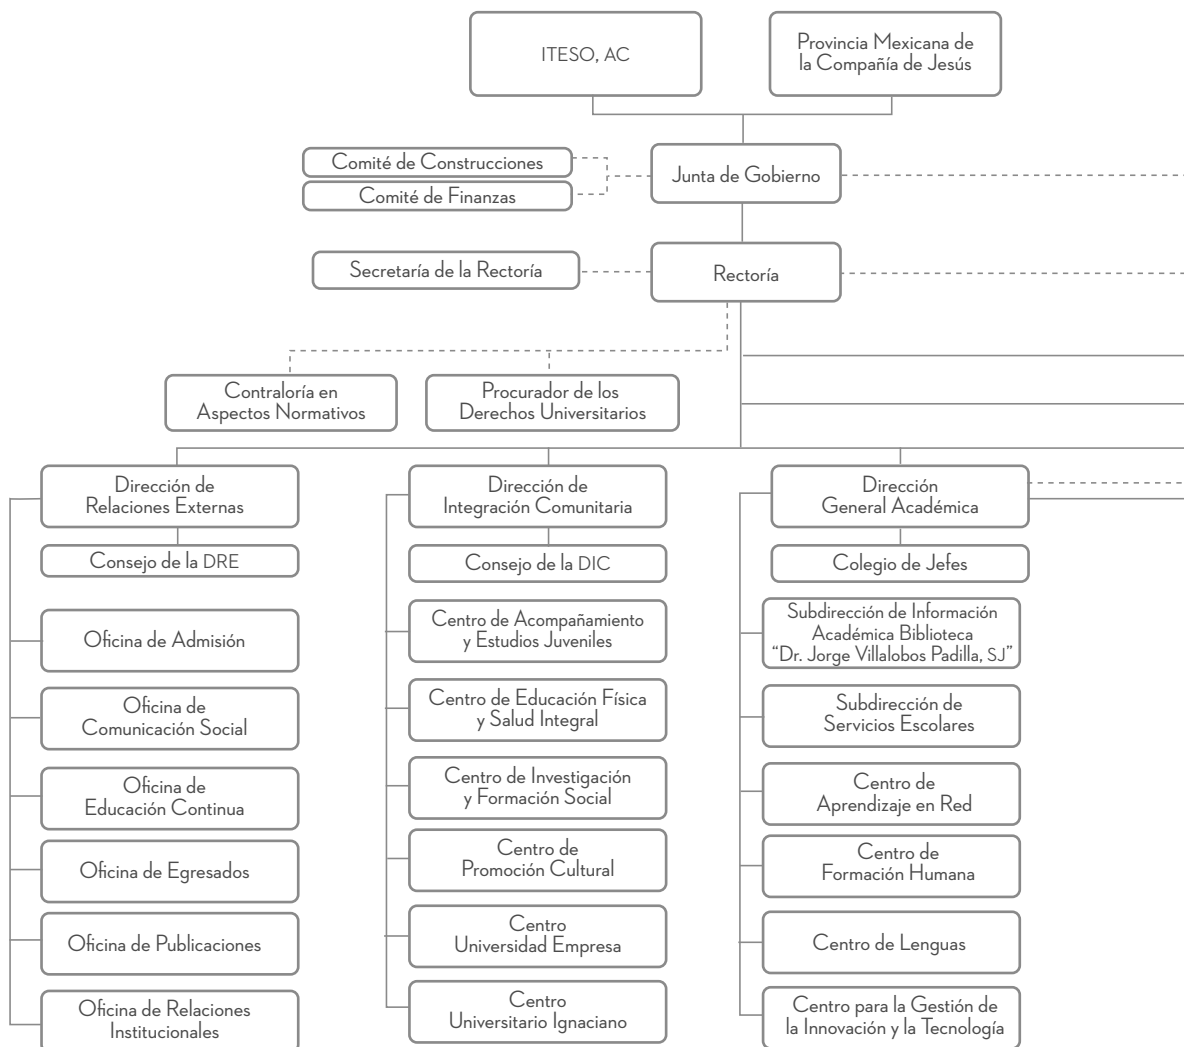 ITESO, AC
Provincia Mexicana de
la Compañía de Jesús
Comité de Construcciones
Comité de Finanzas
Junta de Gobierno
Secretaría de la Rectoría
Rectoría
Contraloría en
Aspectos Normativos
Procurador de los
Derechos Universitarios
Dirección de
Relaciones Externas
Consejo de la DRE
Oficina de Admisión
Oficina de
Comunicación Social
Oficina de
Educación Continua
Oficina de Egresados
Oficina de Publicaciones
Oficina de Relaciones
Institucionales
Dirección de
Integración Comunitaria
Consejo de la DIC
Centro de Acompañamiento
y Estudios Juveniles
Centro de Educación Física
y Salud Integral
Centro de Investigación
y Formación Social
Centro de
Promoción Cultural
Centro
Universidad Empresa
Centro
Universitario Ignaciano
Dirección
General Académica
Colegio de Jefes
Subdirección de Información
Académica Biblioteca
“Dr. Jorge Villalobos Padilla, SJ”
Subdirección de
Servicios Escolares
Centro de
Aprendizaje en Red
Centro de
Formación Humana
Centro de Lenguas
Centro para la Gestión de
la Innovación y la Tecnología